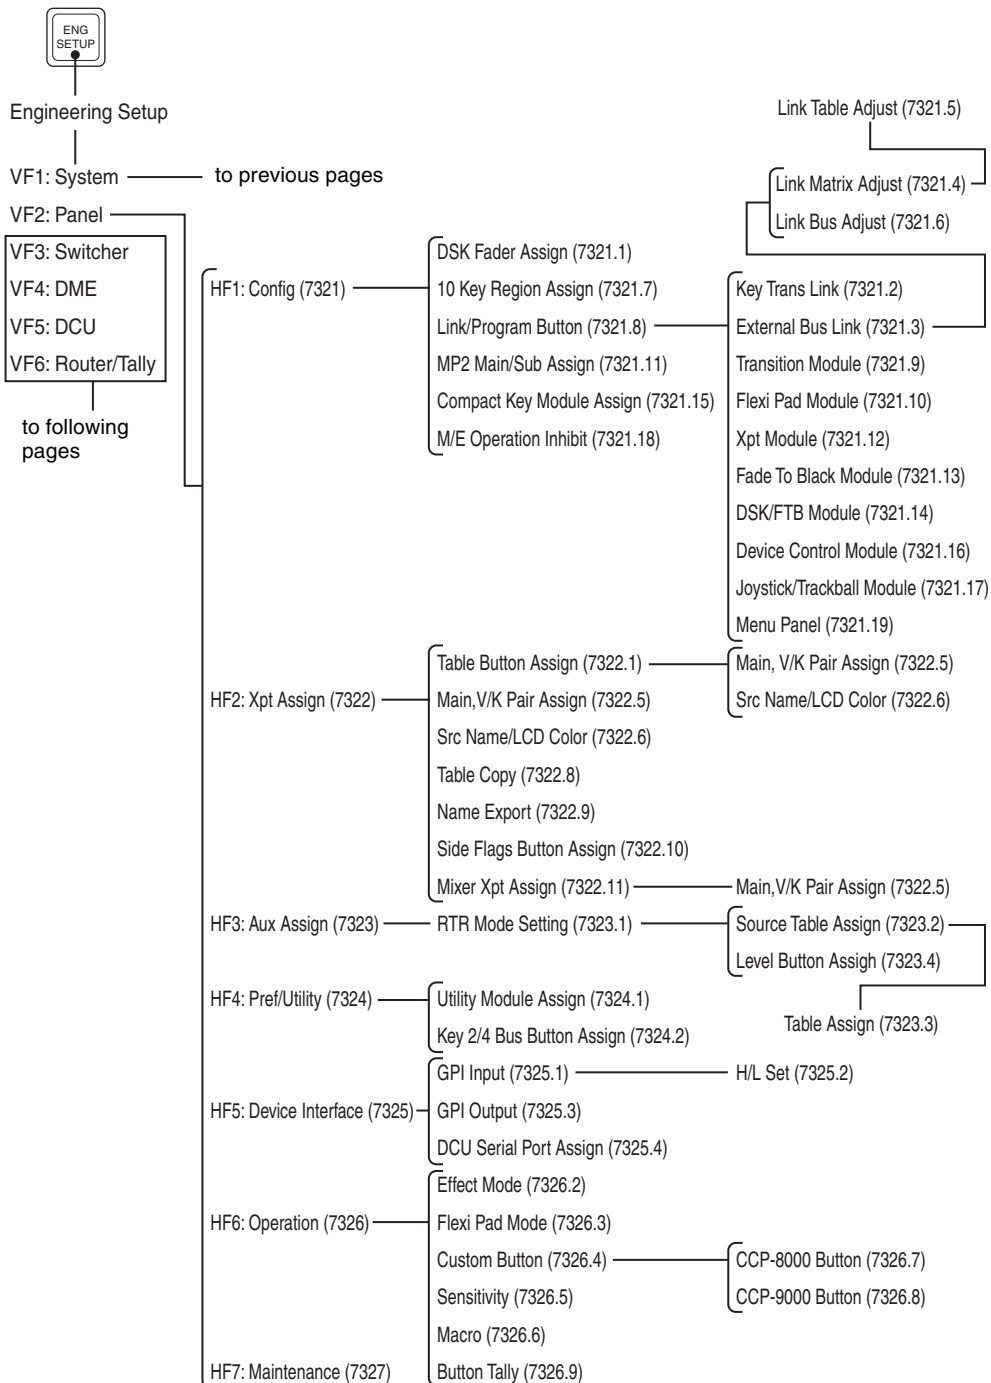 ENG
SETUP
Engineering Setup
VF1: System
to previous pages
VF2: Panel
VF3: Switcher
VF4: DME
VF5: DCU
VF6: Router/Tally
to following
pages
HF1: Config (7321)
DSK Fader Assign (7321.1)
10 Key Region Assign (7321.7)
Link/Program Button (7321.8)
MP2 Main/Sub Assign (7321.11)
Compact Key Module Assign (7321.15)
M/E Operation Inhibit (7321.18)
Link Table Adjust (7321.5)
Link Matrix Adjust (7321.4)
Link Bus Adjust (7321.6)
Key Trans Link (7321.2)
External Bus Link (7321.3)
Transition Module (7321.9)
Flexi Pad Module (7321.10)
Xpt Module (7321.12)
Fade To Black Module (7321.13)
DSK/FTB Module (7321.14)
Device Control Module (7321.16)
Joystick/Trackball Module (7321.17)
Menu Panel (7321.19)
HF2: Xpt Assign (7322)
Table Button Assign (7322.1)
Main,V/K Pair Assign (7322.5)
Src Name/LCD Color (7322.6)
Table Copy (7322.8)
Name Export (7322.9)
Side Flags Button Assign (7322.10)
Mixer Xpt Assign (7322.11)
Main, V/K Pair Assign (7322.5)
Src Name/LCD Color (7322.6)
Main,V/K Pair Assign (7322.5)
HF3: Aux Assign (7323)
RTR Mode Setting (7323.1)
Source Table Assign (7323.2)
Level Button Assigh (7323.4)
Table Assign (7323.3)
HF4: Pref/Utility (7324)
Utility Module Assign (7324.1)
Key 2/4 Bus Button Assign (7324.2)
HF5: Device Interface (7325)
GPI Input (7325.1)
H/L Set (7325.2)
GPI Output (7325.3)
DCU Serial Port Assign (7325.4)
HF6: Operation (7326)
Effect Mode (7326.2)
Flexi Pad Mode (7326.3)
Custom Button (7326.4)
CCP-8000 Button (7326.7)
CCP-9000 Button (7326.8)
Sensitivity (7326.5)
Macro (7326.6)
Button Tally (7326.9)
HF7: Maintenance (7327)